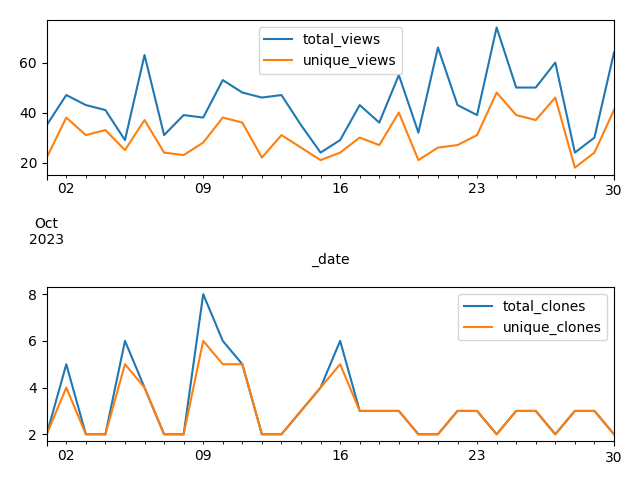 total_views
unique_views
60
40
20
02 09 16 23 30
Oct
2023
_date
8
6
4
2
total_clones
unique_clones
02 09 16 23 30